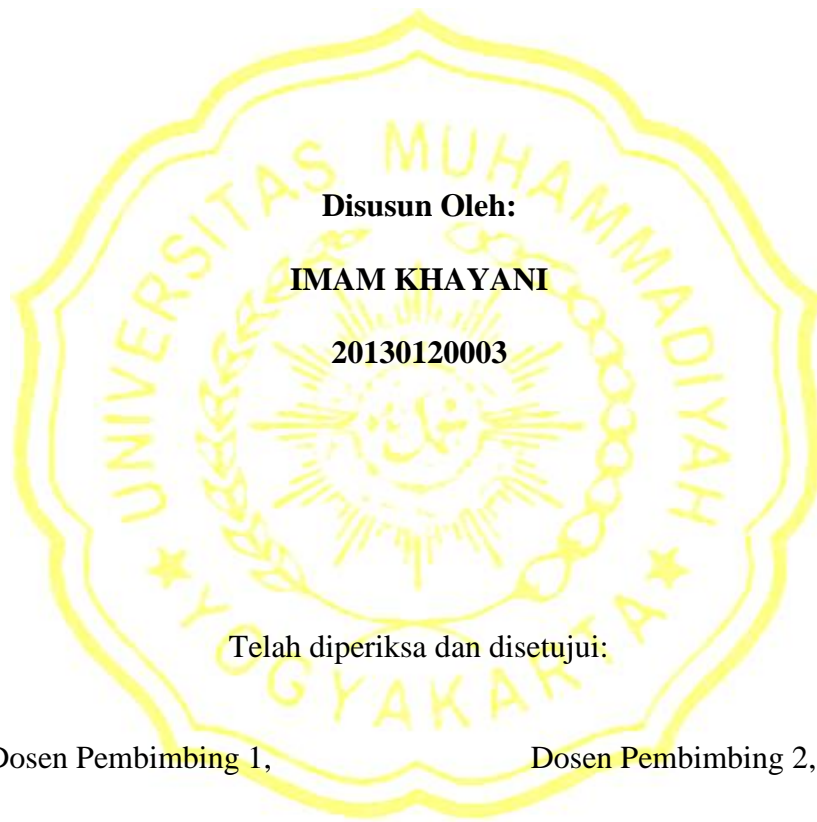 UNIVERSITAS MUHAMMADIYAH
Disusun Oleh:
IMAM KHAYANI
20130120003
Telah diperiksa dan disetujui:
YOGYAKARTA
Dosen Pembimbing 1,
Dosen Pembimbing 2,